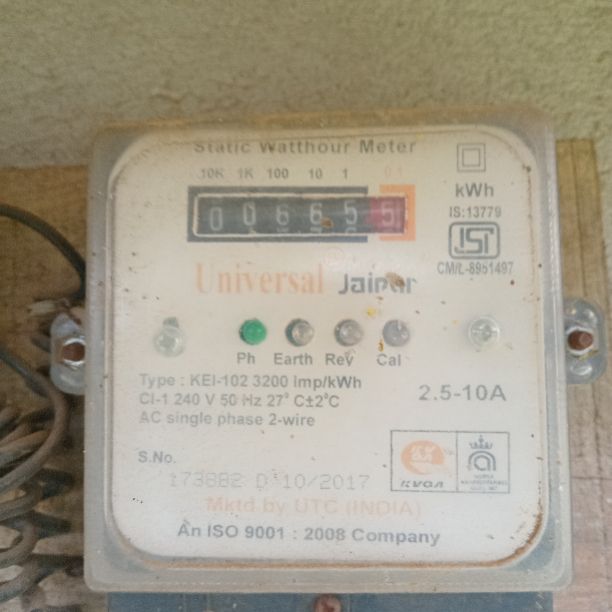 Static Watthour Meter
10K 1K 100 10 1 0.1
0 0 6 6 5 5
kWh
IS:13779
ISI
CM/L-8951497
Universal Jaipur
Ph Earth Rev Cal
Type : KEI-102 3200 Imp/kWh
Cl-1 240 V 50 Hz 27° C±2°C
AC single phase 2-wire
2.5-10A
S.No.
173882 D 10/2017
KVQA
Mktd by UTC (INDIA)
An ISO 9001 : 2008 Company